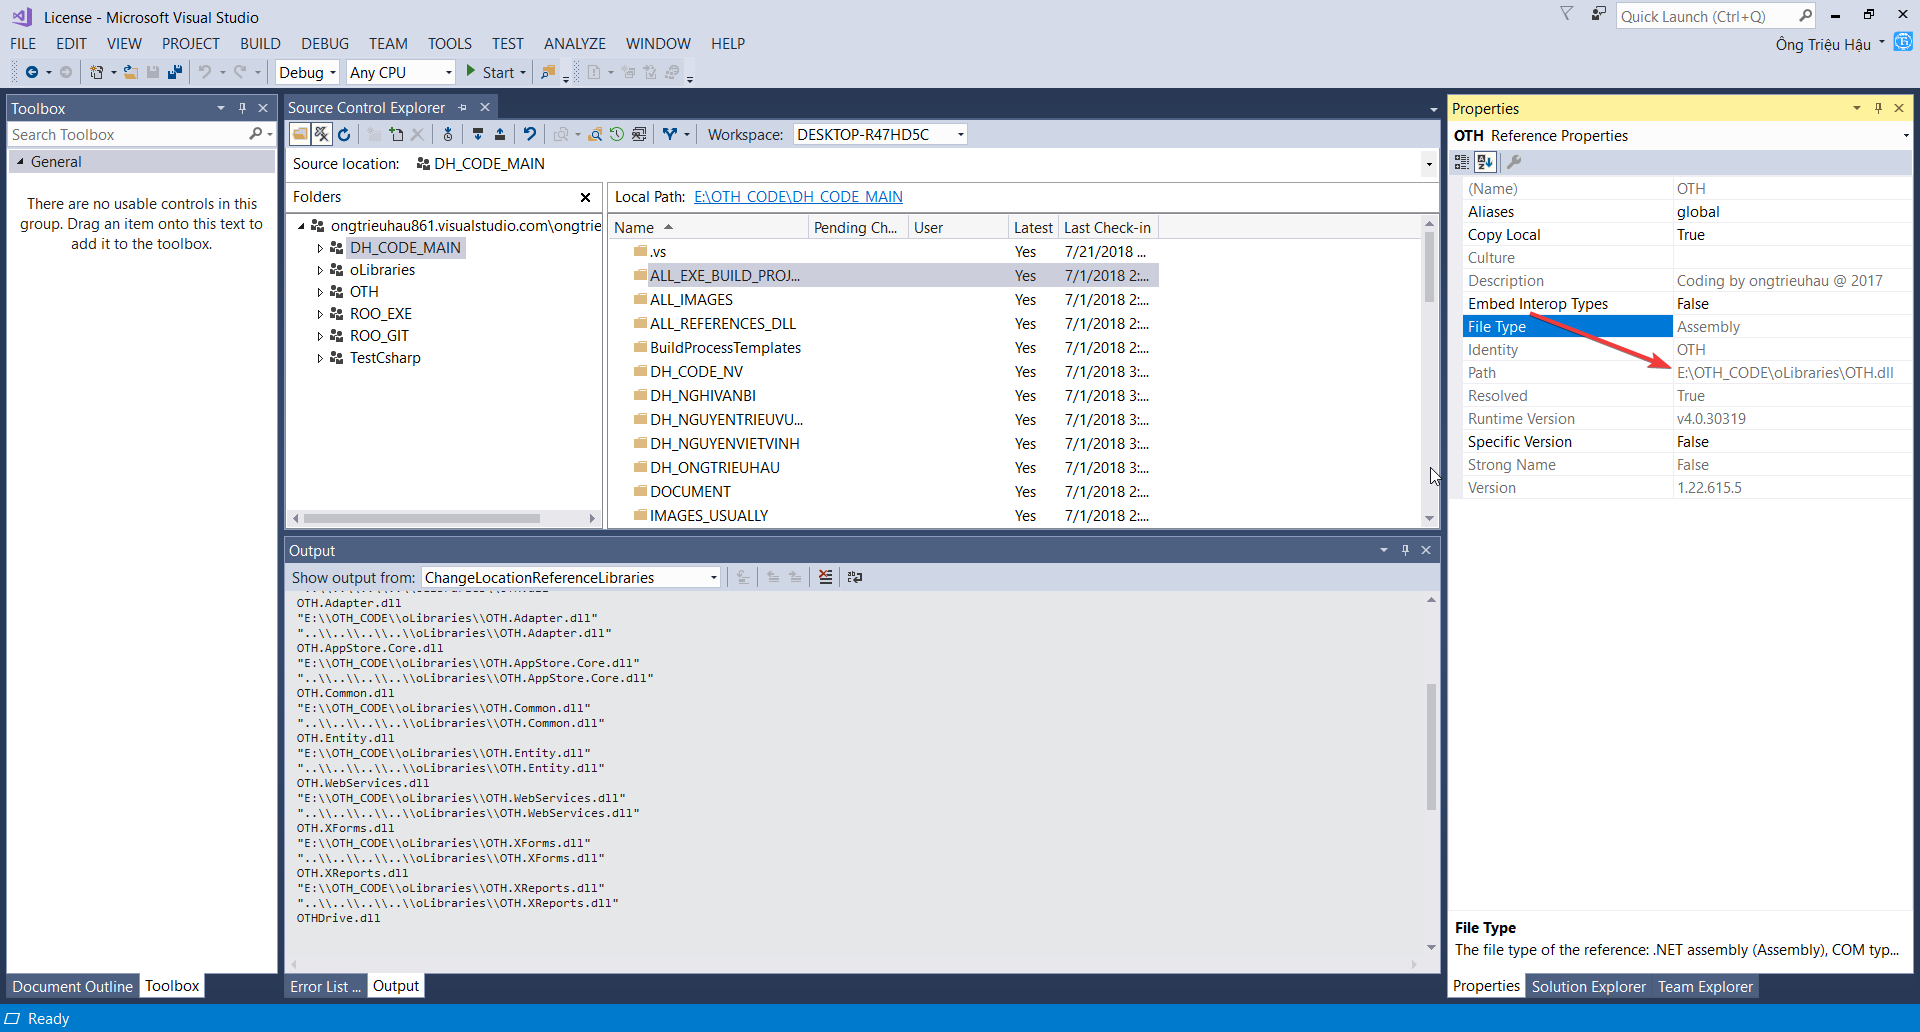 License - Microsoft Visual Studio
Quick Launch (Ctrl+Q)
FILE EDIT VIEW PROJECT BUILD DEBUG TEAM TOOLS TEST ANALYZE WINDOW HELP
Ông Triệu Hậu
Debug Any CPU Start
Toolbox
Search Toolbox
General
There are no usable controls in this
group. Drag an item onto this text to
add it to the toolbox.
Document Outline Toolbox
Source Control Explorer
Workspace: DESKTOP-R47HD5C
Source location: DH_CODE_MAIN
Folders
ongtrieuhau861.visualstudio.com\ongtrie
DH_CODE_MAIN
oLibraries
OTH
ROO_EXE
ROO_GIT
TestCsharp
Local Path: E:\OTH_CODE\DH_CODE_MAIN
Name Pending Ch... User Latest Last Check-in
.vs Yes 7/21/2018 ...
ALL_EXE_BUILD_PROJ... Yes 7/1/2018 2:...
ALL_IMAGES Yes 7/1/2018 2:...
ALL_REFERENCES_DLL Yes 7/1/2018 2:...
BuildProcessTemplates Yes 7/1/2018 2:...
DH_CODE_NV Yes 7/1/2018 3:...
DH_NGHIVANBI Yes 7/1/2018 3:...
DH_NGUYENTRIEUVU... Yes 7/1/2018 3:...
DH_NGUYENVIETVINH Yes 7/1/2018 3:...
DH_ONGTRIEUHAU Yes 7/1/2018 3:...
DOCUMENT Yes 7/1/2018 2:...
IMAGES_USUALLY Yes 7/1/2018 2:...
Output
Show output from: ChangeLocationReferenceLibraries
OTH.Adapter.dll
"E:\\OTH_CODE\\oLibraries\\OTH.Adapter.dll"
"..\\..\\..\\..\\oLibraries\\OTH.Adapter.dll"
OTH.AppStore.Core.dll
"E:\\OTH_CODE\\oLibraries\\OTH.AppStore.Core.dll"
"..\\..\\..\\..\\oLibraries\\OTH.AppStore.Core.dll"
OTH.Common.dll
"E:\\OTH_CODE\\oLibraries\\OTH.Common.dll"
"..\\..\\..\\..\\oLibraries\\OTH.Common.dll"
OTH.Entity.dll
"E:\\OTH_CODE\\oLibraries\\OTH.Entity.dll"
"..\\..\\..\\..\\oLibraries\\OTH.Entity.dll"
OTH.WebServices.dll
"E:\\OTH_CODE\\oLibraries\\OTH.WebServices.dll"
"..\\..\\..\\..\\oLibraries\\OTH.WebServices.dll"
OTH.XForms.dll
"E:\\OTH_CODE\\oLibraries\\OTH.XForms.dll"
"..\\..\\..\\..\\oLibraries\\OTH.XForms.dll"
OTH.XReports.dll
"E:\\OTH_CODE\\oLibraries\\OTH.XReports.dll"
"..\\..\\..\\..\\oLibraries\\OTH.XReports.dll"
OTHDrive.dll
Error List ... Output
Properties
OTH Reference Properties
(Name) OTH
Aliases global
Copy Local True
Culture
Description Coding by ongtrieuhau @ 2017
Embed Interop Types False
File Type Assembly
Identity OTH
Path E:\OTH_CODE\oLibraries\OTH.dll
Resolved True
Runtime Version v4.0.30319
Specific Version False
Strong Name False
Version 1.22.615.5
File Type
The file type of the reference: .NET assembly (Assembly), COM typ...
Properties Solution Explorer Team Explorer
Ready